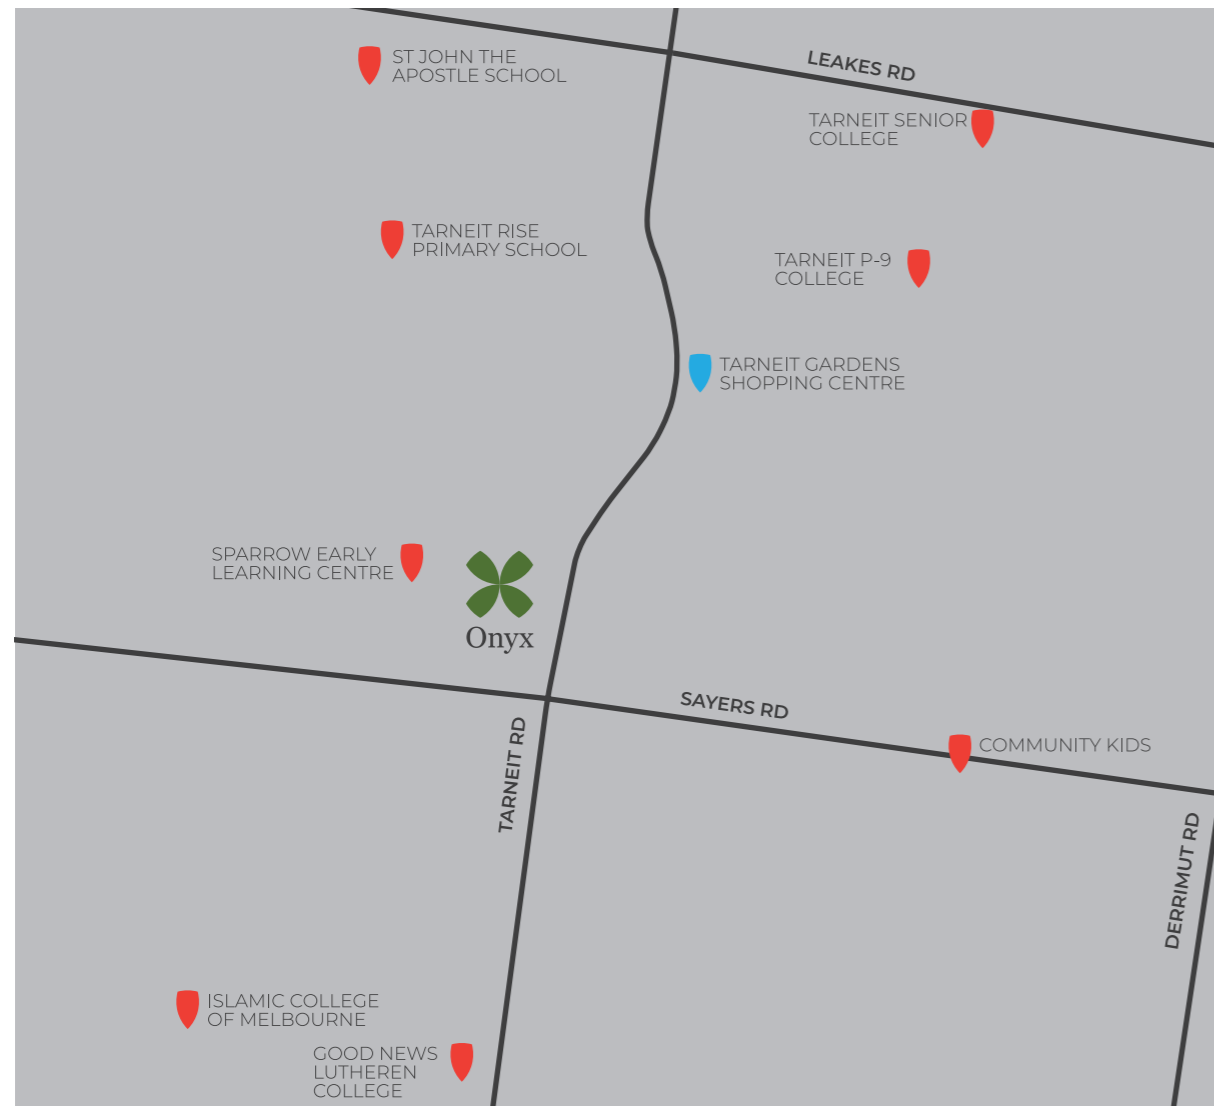 ST JOHN THE
APOSTLE SCHOOL
LEAKES RD
TARNEIT SENIOR
COLLEGE
TARNEIT RISE
PRIMARY SCHOOL
TARNEIT P-9
COLLEGE
TARNEIT GARDENS
SHOPPING CENTRE
SPARROW EARLY
LEARNING CENTRE
Onyx
SAYERS RD
TARNEIT RD
COMMUNITY KIDS
DERRIMUT RD
ISLAMIC COLLEGE
OF MELBOURNE
GOOD NEWS
LUTHEREN
COLLEGE